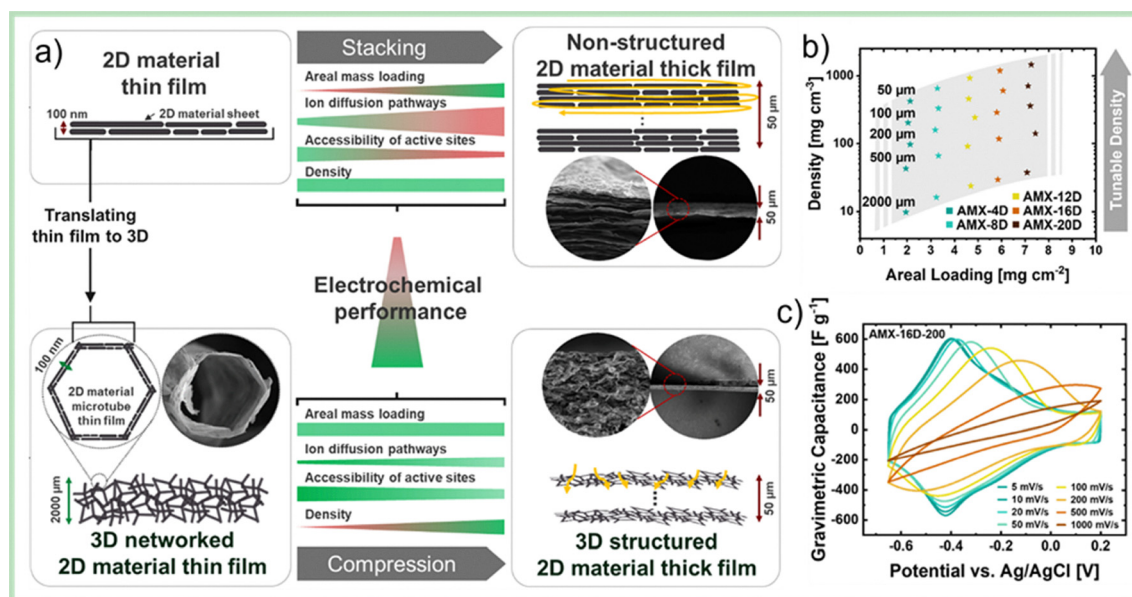 a)
2D material
thin film
100 nm
2D material sheet
Stacking
Areal mass loading
Ion diffusion pathways
Accessibility of active sites
Density
Non-structured
2D material thick film
50 µm
50 µm
Translating
thin film to 3D
Electrochemical
performance
100 nm
2D material
microtube
thin film
2000 µm
3D networked
2D material thin film
Areal mass loading
Ion diffusion pathways
Accessibility of active sites
Density
Compression
50 µm
50 µm
3D structured
2D material thick film
b)
Density [mg cm-3]
1000
100
10
50 µm
100 µm
200 µm
500 µm
2000 µm
AMX-12D
AMX-4D
AMX-16D
AMX-8D
AMX-20D
0 1 2 3 4 5 6 7 8 9 10
Areal Loading [mg cm-2]
Tunable Density
c)
Gravimetric Capacitance [F g-1]
AMX-16D-200
600
400
200
0
-200
-400
-600
5 mV/s
100 mV/s
10 mV/s
200 mV/s
20 mV/s
500 mV/s
50 mV/s
1000 mV/s
-0.6 -0.4 -0.2 0.0 0.2
Potential vs. Ag/AgCl [V]